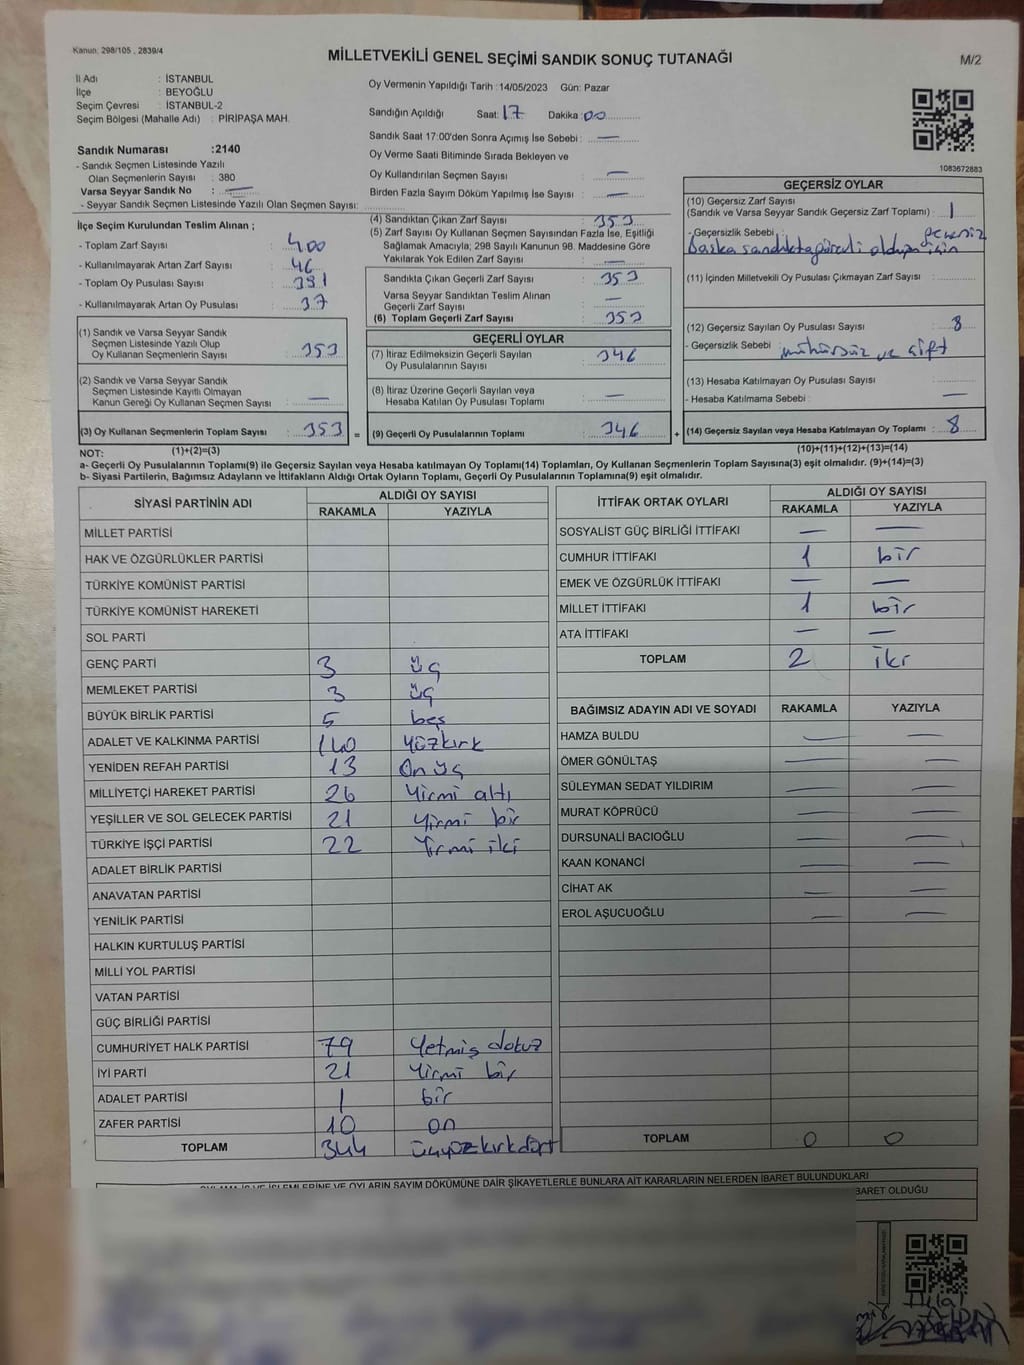 Kanun: 298/105 , 2839/4
MİLLETVEKİLİ GENEL SEÇİMİ SANDIK SONUÇ TUTANAĞI
M/2
İl Adı : İSTANBUL
İlçe : BEYOĞLU
Seçim Çevresi : İSTANBUL-2
Seçim Bölgesi (Mahalle Adı) : PİRİPAŞA MAH.
Sandık Numarası :2140
- Sandık Seçmen Listesinde Yazılı
Olan Seçmenlerin Sayısı : 380
Varsa Seyyar Sandık No : —
- Seyyar Sandık Seçmen Listesinde Yazılı Olan Seçmen Sayısı:
Oy Vermenin Yapıldığı Tarih :14/05/2023 Gün: Pazar
Sandığın Açıldığı Saat: 17 Dakika : 00
Sandık Saat 17:00'den Sonra Açımış İse Sebebi : —
Oy Verme Saati Bitiminde Sırada Bekleyen ve
Oy Kullandırılan Seçmen Sayısı : —
Birden Fazla Sayım Döküm Yapılmış İse Sayısı : —
1083672883
İlçe Seçim Kurulundan Teslim Alınan ;
- Toplam Zarf Sayısı : 400
- Kullanılmayarak Artan Zarf Sayısı : 46
- Toplam Oy Pusulası Sayısı : 391
- Kullanılmayarak Artan Oy Pusulası : 37
(1) Sandık ve Varsa Seyyar Sandık
Seçmen Listesinde Yazılı Olup
Oy Kullanan Seçmenlerin Sayısı : 353
(2) Sandık ve Varsa Seyyar Sandık
Seçmen Listesinde Kayıtlı Olmayan
Kanun Gereği Oy Kullanan Seçmen Sayısı : —
(3) Oy Kullanan Seçmenlerin Toplam Sayısı : 353 =
(4) Sandıktan Çıkan Zarf Sayısı : 353
(5) Zarf Sayısı Oy Kullanan Seçmen Sayısından Fazla İse, Eşitliği
Sağlamak Amacıyla; 298 Sayılı Kanunun 98. Maddesine Göre
Yakılarak Yok Edilen Zarf Sayısı : —
Sandıkta Çıkan Geçerli Zarf Sayısı : 353
Varsa Seyyar Sandıktan Teslim Alınan
Geçerli Zarf Sayısı : —
(6) Toplam Geçerli Zarf Sayısı : 353
GEÇERLİ OYLAR
(7) İtiraz Edilmeksizin Geçerli Sayılan
Oy Pusulalarının Sayısı : 346
(8) İtiraz Üzerine Geçerli Sayılan veya
Hesaba Katılan Oy Pusulası Toplamı : —
(9) Geçerli Oy Pusulalarının Toplamı : 346 +
GEÇERSİZ OYLAR
(10) Geçersiz Zarf Sayısı
(Sandık ve Varsa Seyyar Sandık Geçersiz Zarf Toplamı) : 1
- Geçersizlik Sebebi : geçersiz
başka sandıkta görevli olduğu için
(11) İçinden Milletvekili Oy Pusulası Çıkmayan Zarf Sayısı :
(12) Geçersiz Sayılan Oy Pusulası Sayısı : 8
- Geçersizlik Sebebi : mühürsüz ve çift
(13) Hesaba Katılmayan Oy Pusulası Sayısı :
- Hesaba Katılmama Sebebi : —
(14) Geçersiz Sayılan veya Hesaba Katılmayan Oy Toplamı : 8
NOT: (1)+(2)=(3) (10)+(11)+(12)+(13)=(14)
a- Geçerli Oy Pusulalarının Toplamı(9) ile Geçersiz Sayılan veya Hesaba katılmayan Oy Toplamı(14) Toplamları, Oy Kullanan Seçmenlerin Toplam Sayısına(3) eşit olmalıdır. (9)+(14)=(3)
b- Siyasi Partilerin, Bağımsız Adayların ve İttifakların Aldığı Ortak Oyların Toplamı, Geçerli Oy Pusulalarının Toplamına(9) eşit olmalıdır.
SİYASİ PARTİNİN ADI ALDIĞI OY SAYISI
RAKAMLA YAZIYLA
MİLLET PARTİSİ
HAK VE ÖZGÜRLÜKLER PARTİSİ
TÜRKİYE KOMÜNİST PARTİSİ
TÜRKİYE KOMÜNİST HAREKETİ
SOL PARTİ
GENÇ PARTİ 3 üç
MEMLEKET PARTİSİ 3 üç
BÜYÜK BİRLİK PARTİSİ 5 beş
ADALET VE KALKINMA PARTİSİ 140 yüzkırk
YENİDEN REFAH PARTİSİ 13 On üç
MİLLİYETÇİ HAREKET PARTİSİ 26 Yirmi altı
YEŞİLLER VE SOL GELECEK PARTİSİ 21 Yirmi bir
TÜRKİYE İŞÇİ PARTİSİ 22 Yirmi iki
ADALET BİRLİK PARTİSİ
ANAVATAN PARTİSİ
YENİLİK PARTİSİ
HALKIN KURTULUŞ PARTİSİ
MİLLİ YOL PARTİSİ
VATAN PARTİSİ
GÜÇ BİRLİĞİ PARTİSİ
CUMHURİYET HALK PARTİSİ 79 Yetmiş dokuz
İYİ PARTİ 21 Yirmi bir
ADALET PARTİSİ 1 bir
ZAFER PARTİSİ 10 on
TOPLAM 344 üçyüzkırkdört
İTTİFAK ORTAK OYLARI ALDIĞI OY SAYISI
RAKAMLA YAZIYLA
SOSYALİST GÜÇ BİRLİĞİ İTTİFAKI — —
CUMHUR İTTİFAKI 1 bir
EMEK VE ÖZGÜRLÜK İTTİFAKI — —
MİLLET İTTİFAKI 1 bir
ATA İTTİFAKI — —
TOPLAM 2 iki
BAĞIMSIZ ADAYIN ADI VE SOYADI RAKAMLA YAZIYLA
HAMZA BULDU — —
ÖMER GÖNÜLTAŞ — —
SÜLEYMAN SEDAT YILDIRIM — —
MURAT KÖPRÜCÜ — —
DURSUNALİ BACIOĞLU — —
KAAN KONANCİ — —
CİHAT AK — —
EROL AŞUCUOĞLU — —
TOPLAM 0 0
OYLAMA İŞ VE İŞLEMLERİNE VE OYLARIN SAYIM DÖKÜMÜNE DAİR ŞİKAYETLERLE BUNLARA AİT KARARLARIN NELERDEN İBARET BULUNDUKLARI
BARET OLDUĞU